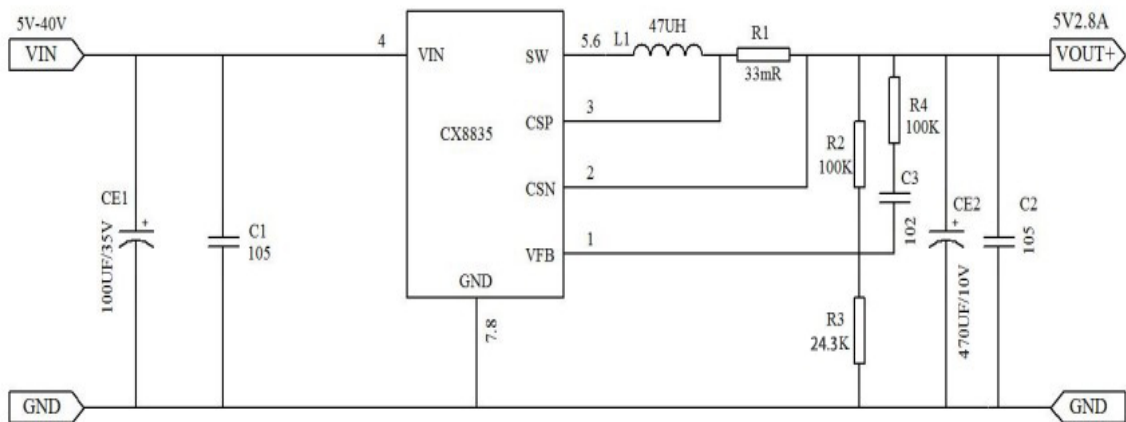 5V-40V
VIN
4
VIN
SW
5.6
L1
47UH
R1
33mR
5V2.8A
VOUT+
CSP
3
CX8835
CSN
2
VFB
1
GND
7.8
R2
100K
R4
100K
C3
102
CE1
100UF/35V
C1
105
CE2
470UF/10V
C2
105
R3
24.3K
GND
GND